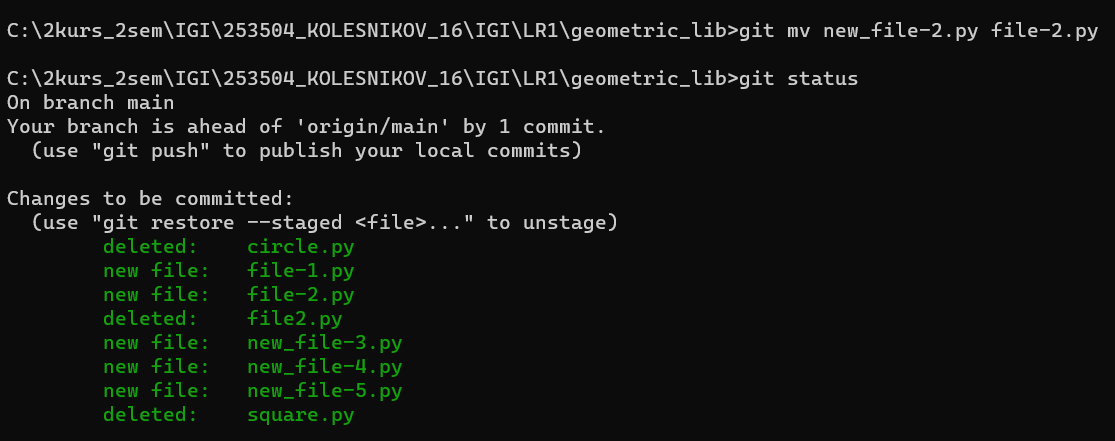 C:\2kurs_2sem\IGI\253504_KOLESNIKOV_16\IGI\LR1\geometric_lib>git mv new_file-2.py file-2.py
C:\2kurs_2sem\IGI\253504_KOLESNIKOV_16\IGI\LR1\geometric_lib>git status
On branch main
Your branch is ahead of 'origin/main' by 1 commit.
  (use "git push" to publish your local commits)
Changes to be committed:
  (use "git restore --staged <file>..." to unstage)
        deleted:    circle.py
        new file:   file-1.py
        new file:   file-2.py
        deleted:    file2.py
        new file:   new_file-3.py
        new file:   new_file-4.py
        new file:   new_file-5.py
        deleted:    square.py